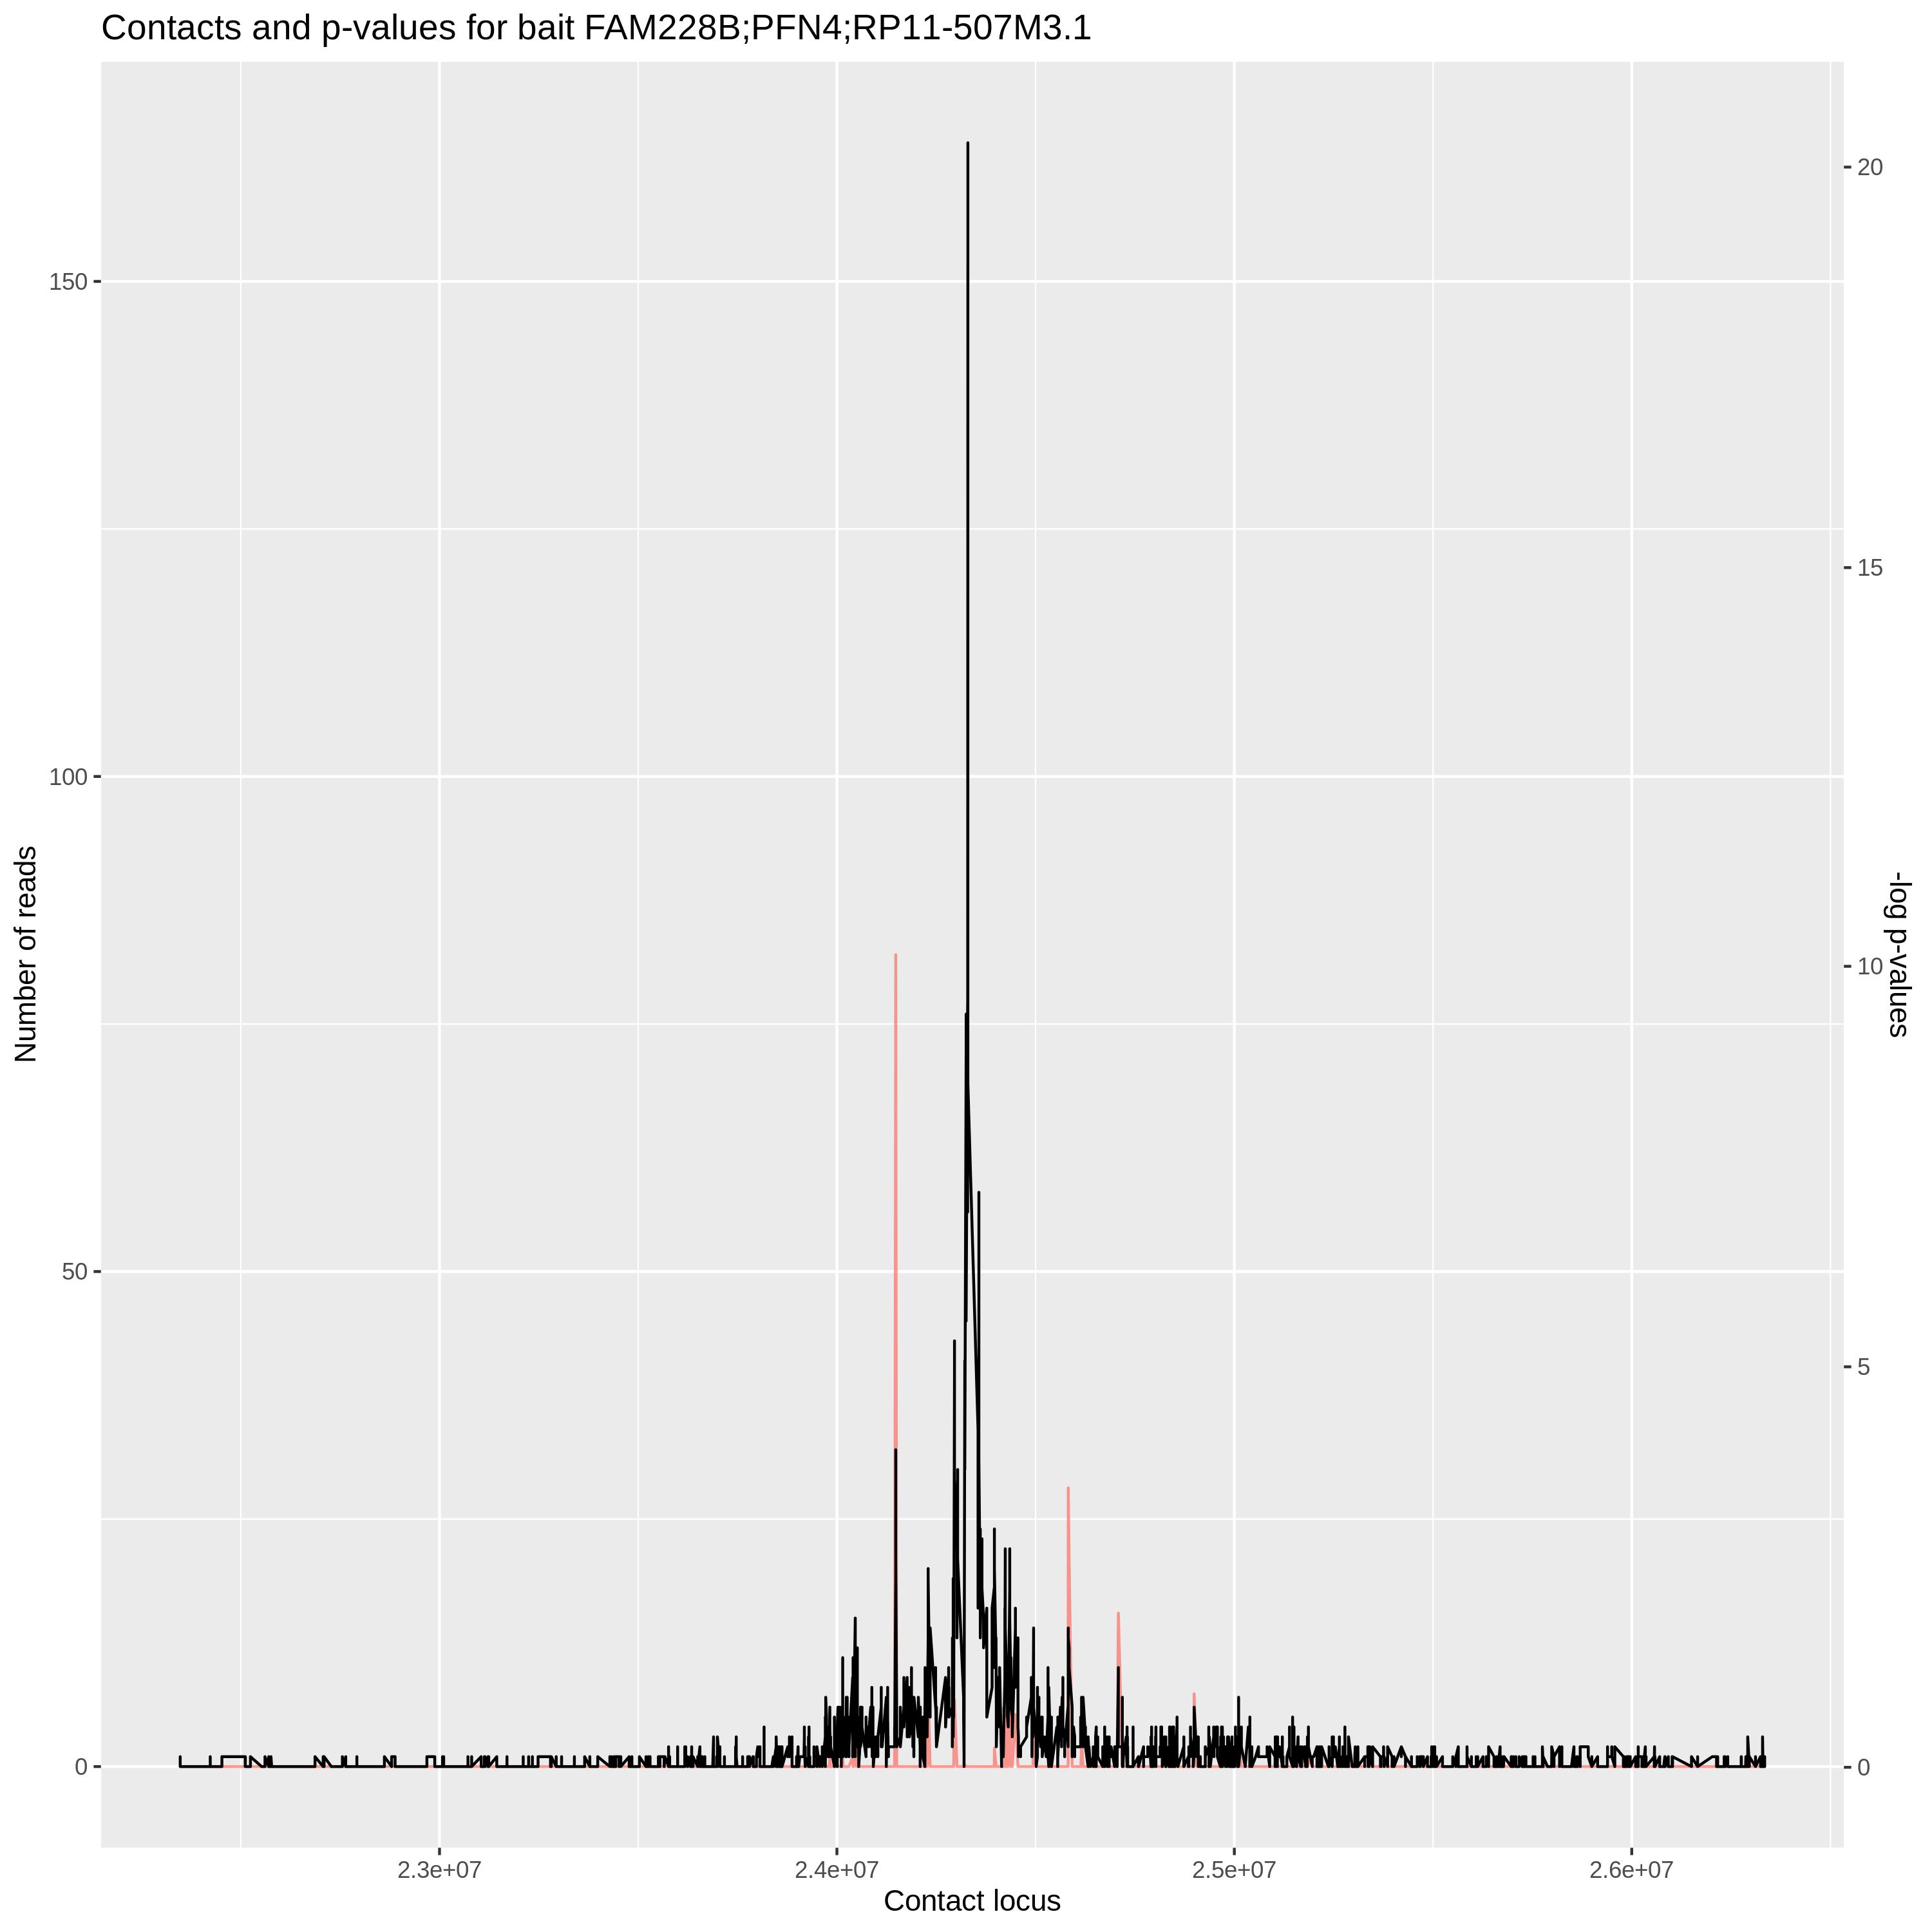 Contacts and p-values for bait FAM228B;PFN4;RP11-507M3.1
Number of reads
150
100
50
0
20
15
10
5
0
-log p-values
2.3e+07
2.4e+07
2.5e+07
2.6e+07
Contact locus